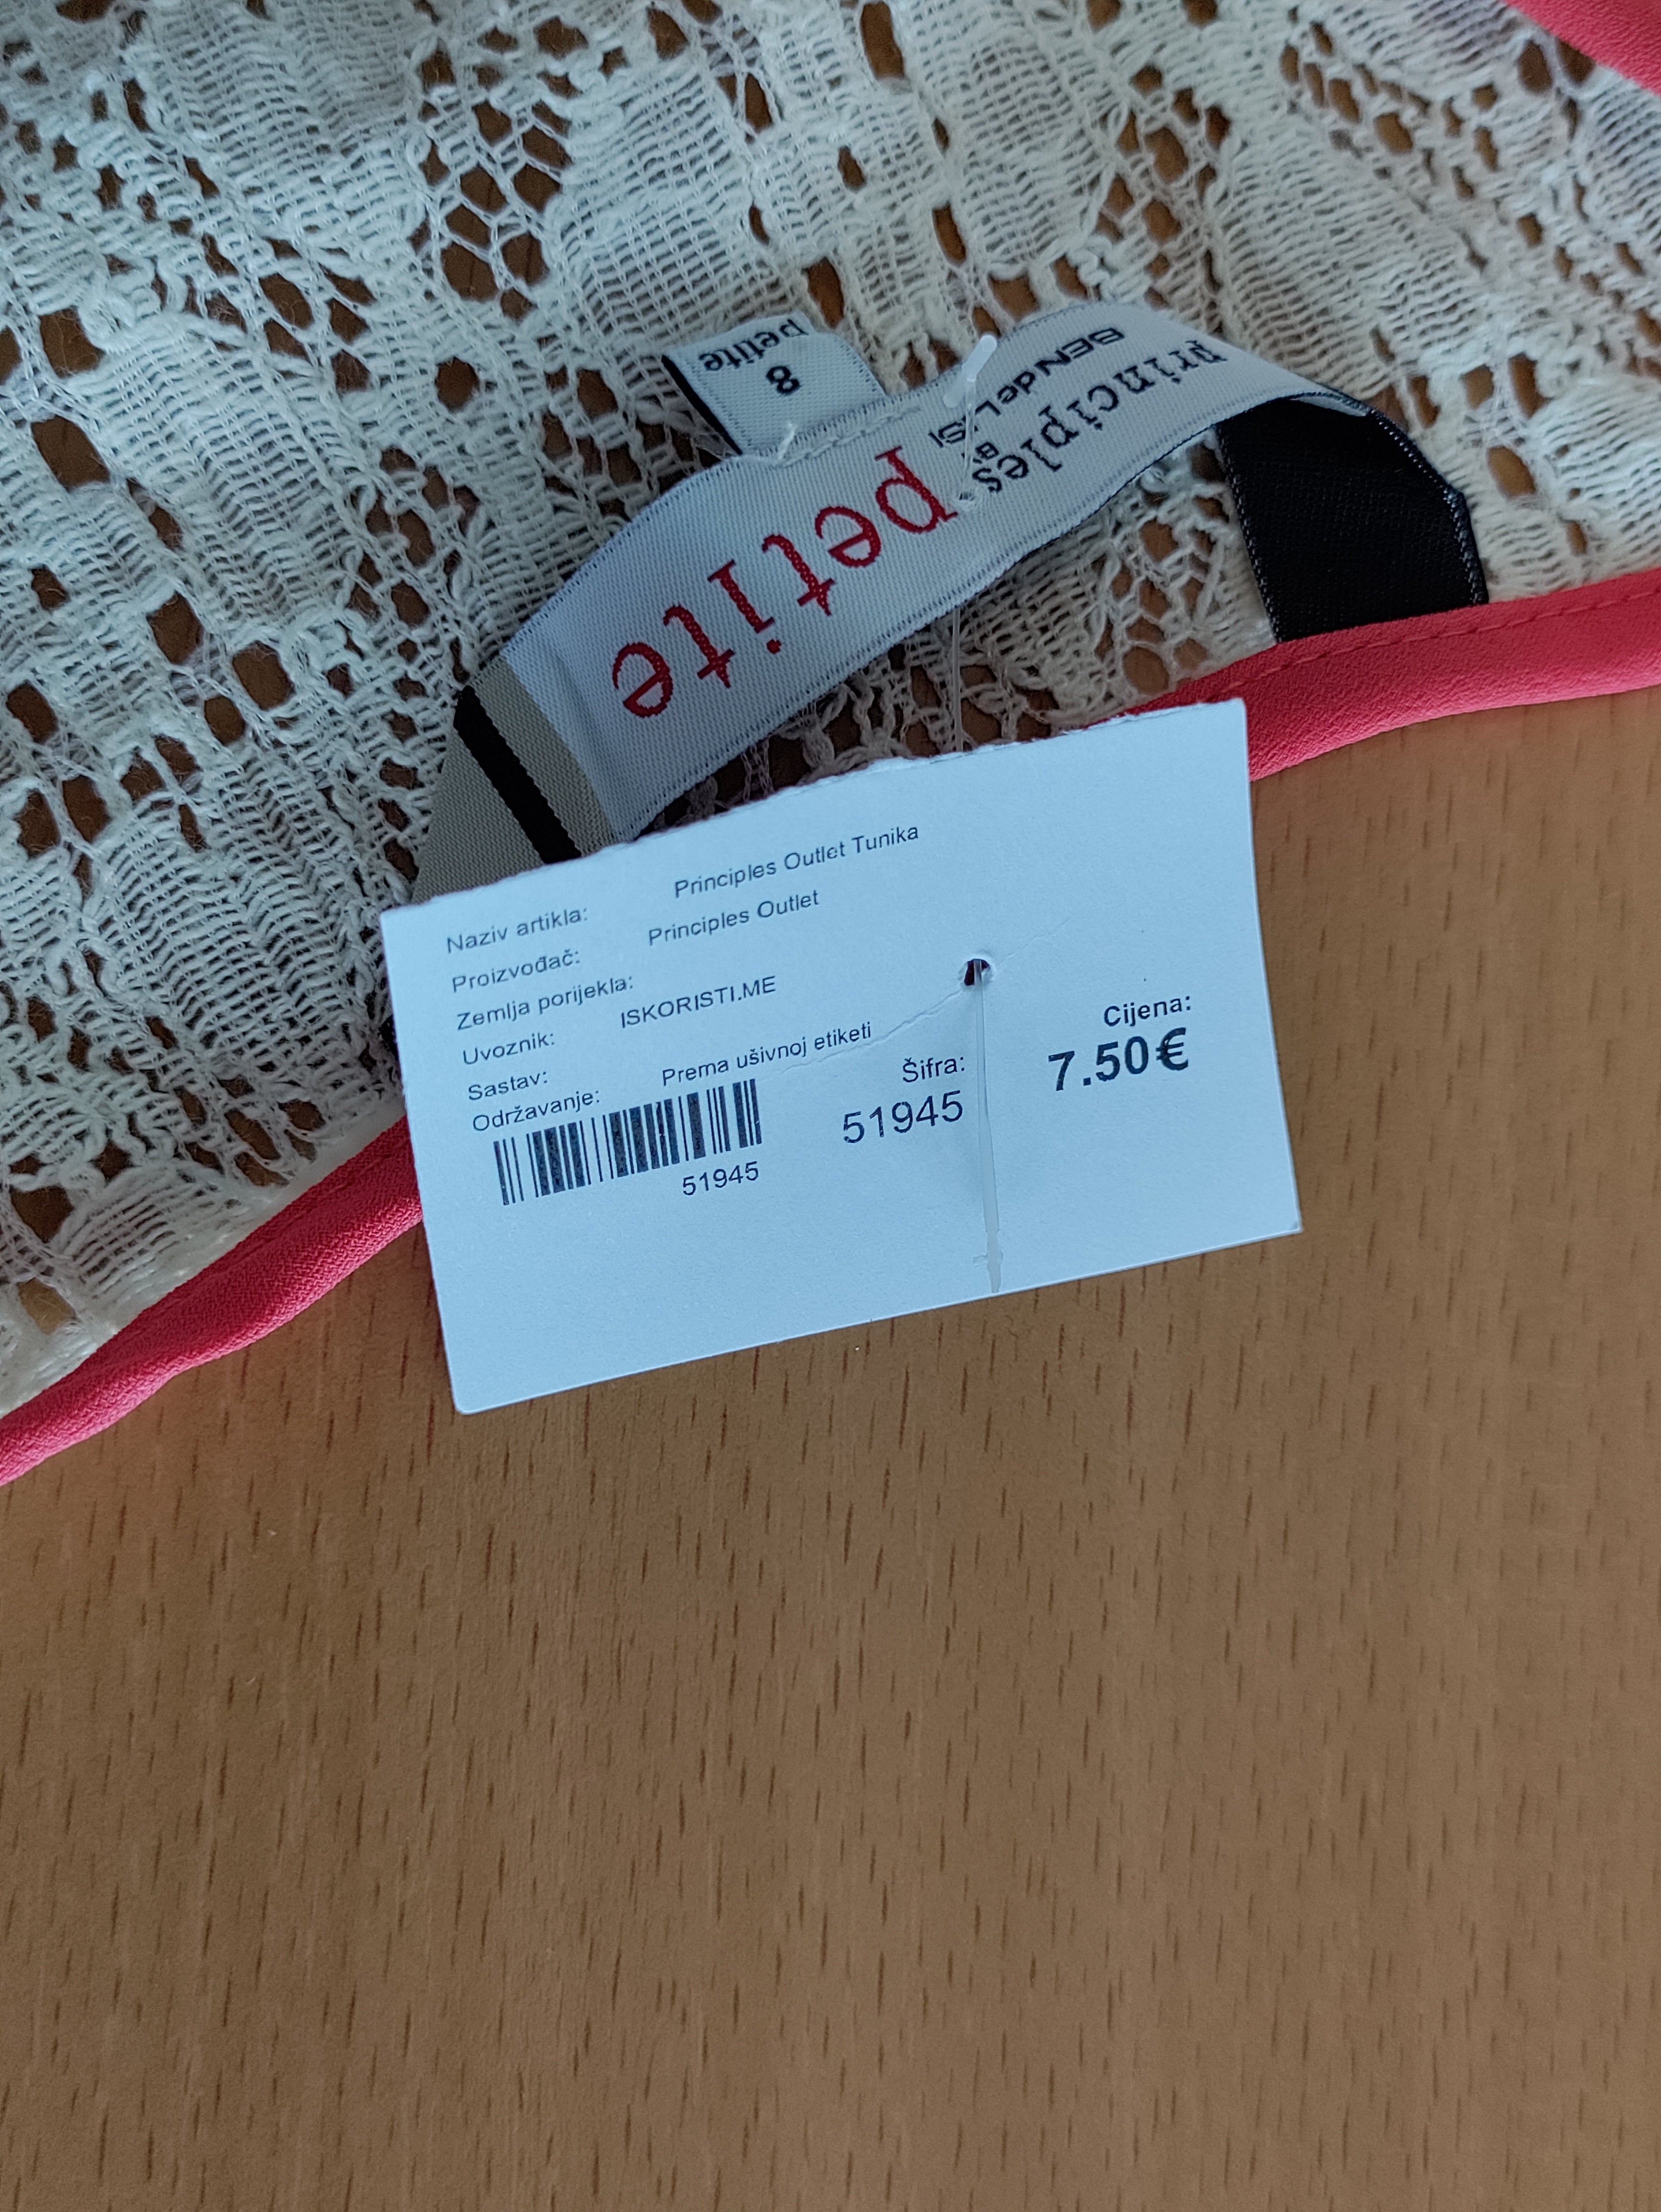 petite
8
principles
BY
BEN de LISI
petite
Naziv artikla: Principles Outlet Tunika
Proizvođač: Principles Outlet
Zemlja porijekla:
Uvoznik: ISKORISTI.ME
Sastav:
Održavanje: Prema ušivnoj etiketi
51945
Šifra:
51945
Cijena:
7.50€